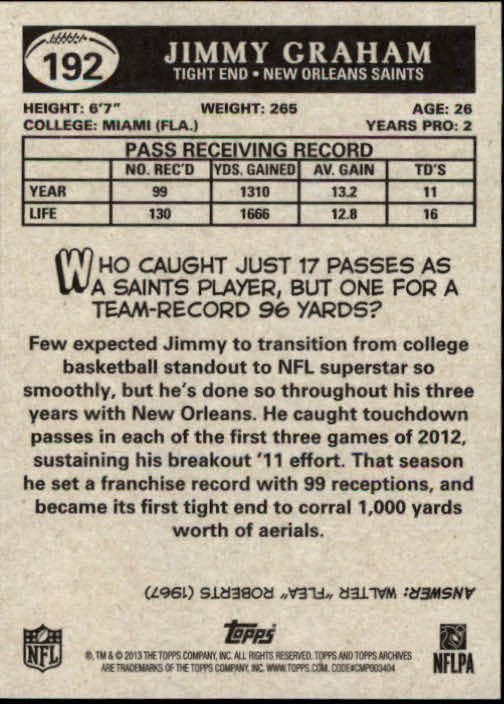 192
JIMMY GRAHAM
TIGHT END • NEW ORLEANS SAINTS
HEIGHT: 6'7" WEIGHT: 265 AGE: 26
COLLEGE: MIAMI (FLA.) YEARS PRO: 2
PASS RECEIVING RECORD
NO. REC'D YDS. GAINED AV. GAIN TD'S
YEAR 99 1310 13.2 11
LIFE 130 1666 12.8 16
WHO CAUGHT JUST 17 PASSES AS
A SAINTS PLAYER, BUT ONE FOR A
TEAM-RECORD 96 YARDS?
Few expected Jimmy to transition from college
basketball standout to NFL superstar so
smoothly, but he's done so throughout his three
years with New Orleans. He caught touchdown
passes in each of the first three games of 2012,
sustaining his breakout '11 effort. That season
he set a franchise record with 99 receptions, and
became its first tight end to corral 1,000 yards
worth of aerials.
ANSWER: WALTER "FLEA" ROBERTS (1967)
NFL
Topps
NFLPA
®, TM & © 2013 THE TOPPS COMPANY, INC. ALL RIGHTS RESERVED. TOPPS AND TOPPS ARCHIVES
ARE TRADEMARKS OF THE TOPPS COMPANY, INC. WWW.TOPPS.COM. CODE#CMP003404